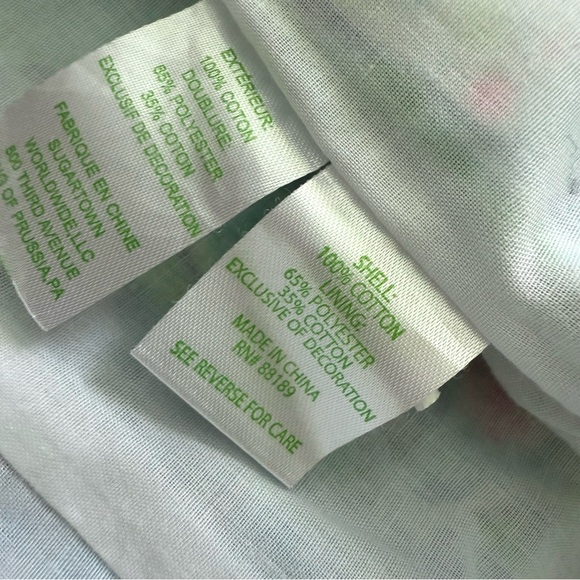 EXTÉRIEUR:
100% COTON
DOUBLURE:
65% POLYESTER
35% COTON
EXCLUSIF DE DECORATION
FABRIQUE EN CHINE
SUGARTOWN
WORLDWIDE,LLC
800 THIRD AVENUE
OF PRUSSIA,PA
SHELL:
100% COTTON
LINING:
65% POLYESTER
35% COTTON
EXCLUSIVE OF DECORATION
MADE IN CHINA
RN# 88189
SEE REVERSE FOR CARE